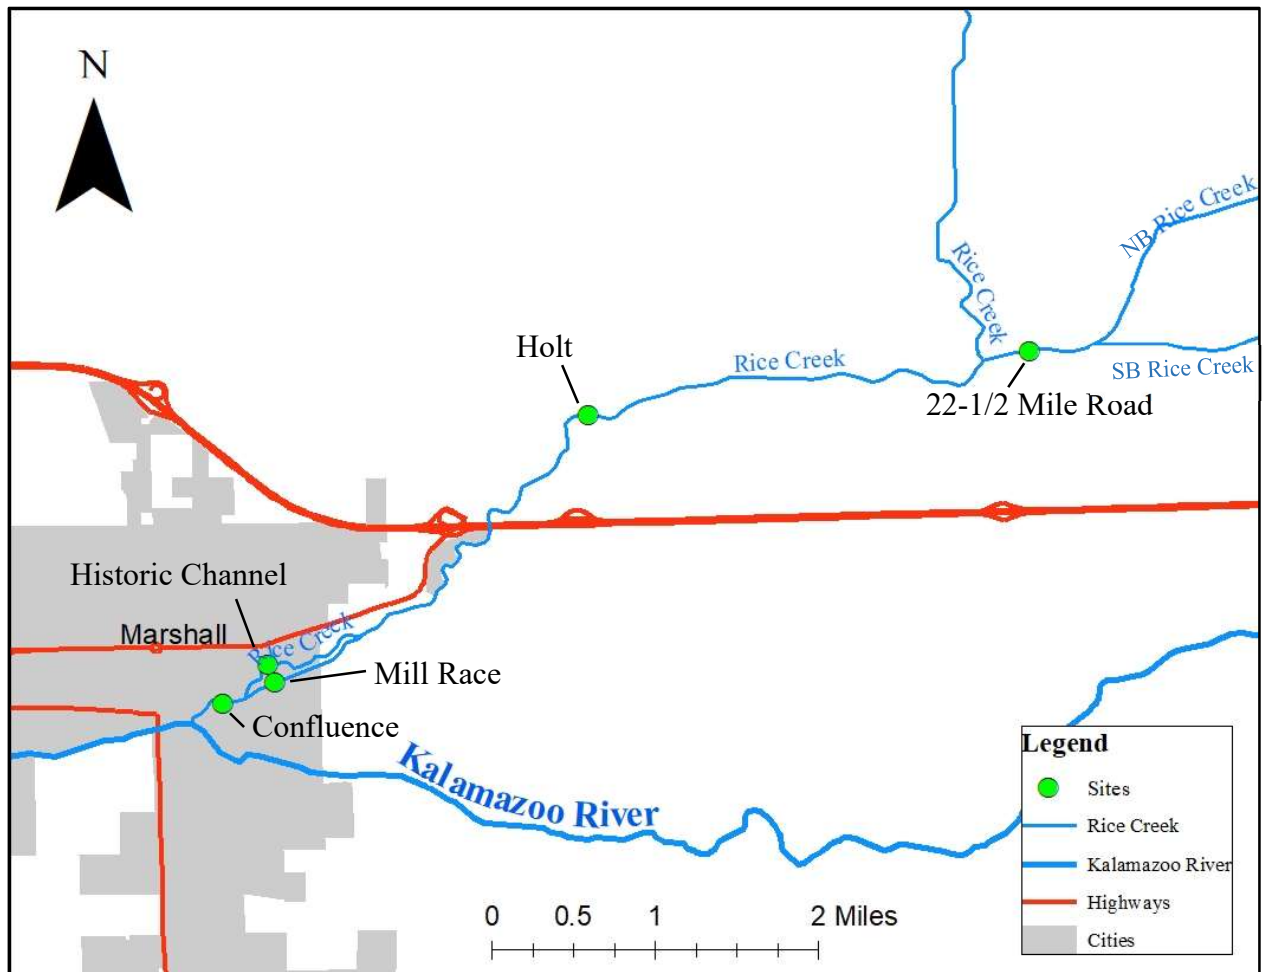 N
NB Rice Creek
Rice Creek
Holt
Rice Creek
SB Rice Creek
22-1/2 Mile Road
Historic Channel
Marshall
Rice Creek
Mill Race
Confluence
Kalamazoo River
Legend
Sites
Rice Creek
Kalamazoo River
Highways
Cities
0 0.5 1 2 Miles